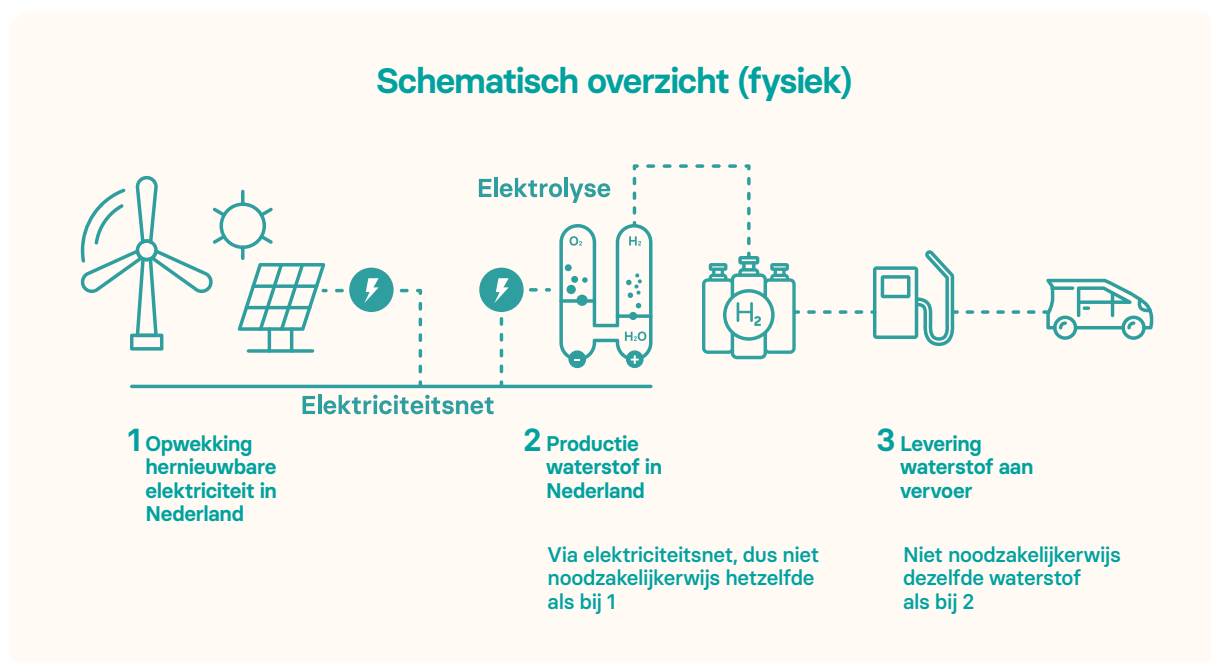 Schematisch overzicht (fysiek)
Elektrolyse
O₂
H₂
H₂O
-
+
H₂
Elektriciteitsnet
1 Opwekking
hernieuwbare
elektriciteit in
Nederland
2 Productie
waterstof in
Nederland
Via elektriciteitsnet, dus niet
noodzakelijkerwijs hetzelfde
als bij 1
3 Levering
waterstof aan
vervoer
Niet noodzakelijkerwijs
dezelfde waterstof
als bij 2